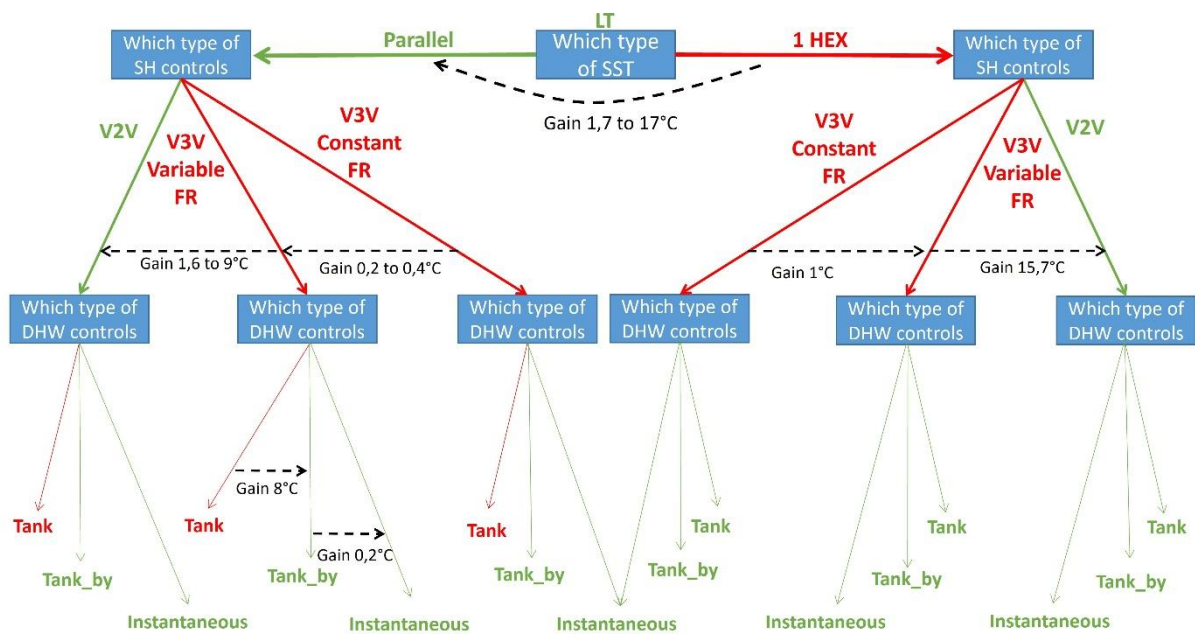 LT
Which type of
SH controls
Parallel
Which type
of SST
1 HEX
Which type of
SH controls
Gain 1,7 to 17°C
V2V
V3V
Variable
FR
V3V
Constant
FR
V3V
Constant
FR
V3V
Variable
FR
V2V
Gain 1,6 to 9°C
Gain 0,2 to 0,4°C
Gain 1°C
Gain 15,7°C
Which type of
DHW controls
Which type of
DHW controls
Which type of
DHW controls
Which type of
DHW controls
Which type of
DHW controls
Which type of
DHW controls
Gain 8°C
Tank
Tank
Tank
Tank
Tank
Tank
Gain 0,2°C
Tank_by
Tank_by
Tank_by
Tank_by
Tank_by
Tank_by
Instantaneous
Instantaneous
Instantaneous
Instantaneous
Instantaneous